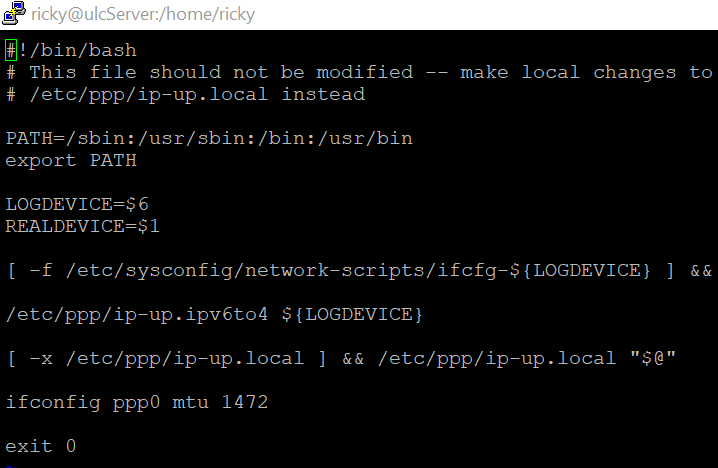 ricky@ulcServer:/home/ricky
#!/bin/bash
# This file should not be modified -- make local changes to
# /etc/ppp/ip-up.local instead
PATH=/sbin:/usr/sbin:/bin:/usr/bin
export PATH
LOGDEVICE=$6
REALDEVICE=$1
[ -f /etc/sysconfig/network-scripts/ifcfg-${LOGDEVICE} ] &&
/etc/ppp/ip-up.ipv6to4 ${LOGDEVICE}
[ -x /etc/ppp/ip-up.local ] && /etc/ppp/ip-up.local "$@"
ifconfig ppp0 mtu 1472
exit 0